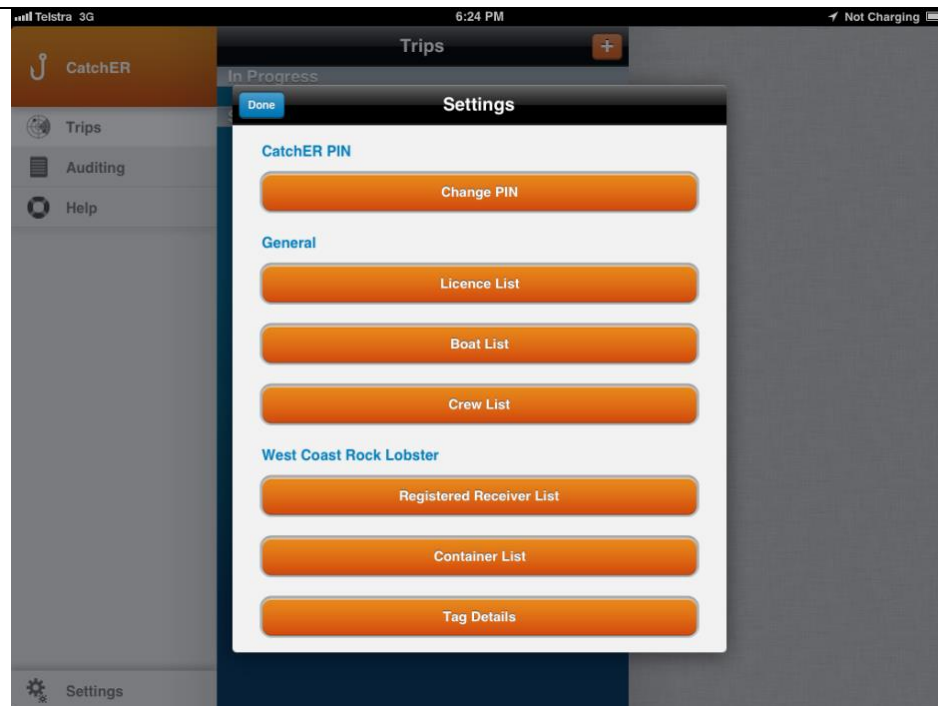 Telstra 3G 6:24 PM Not Charging
CatchER
Trips
Auditing
Help
Settings
Trips +
In Progress
S
Done Settings
CatchER PIN
Change PIN
General
Licence List
Boat List
Crew List
West Coast Rock Lobster
Registered Receiver List
Container List
Tag Details